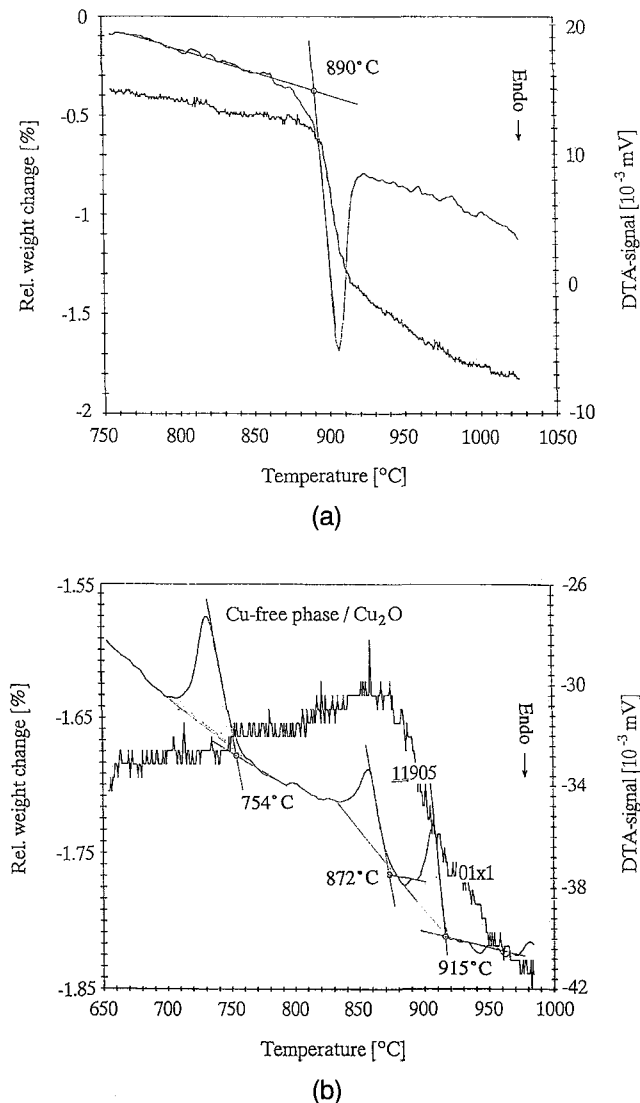 0
-0.5
-1
-1.5
-2
20
10
0
-10
890°C
Endo
Rel. weight change [%]
DTA-signal [10⁻³ mV]
750 800 850 900 950 1000 1050
Temperature [°C]
(a)
-1.55
-1.65
-1.75
-1.85
-26
-30
-34
-38
-42
Cu-free phase / Cu₂O
754°C
872°C
11905
01x1
915°C
Endo
Rel. weight change [%]
DTA-signal [10⁻³ mV]
650 700 750 800 850 900 950 1000
Temperature [°C]
(b)